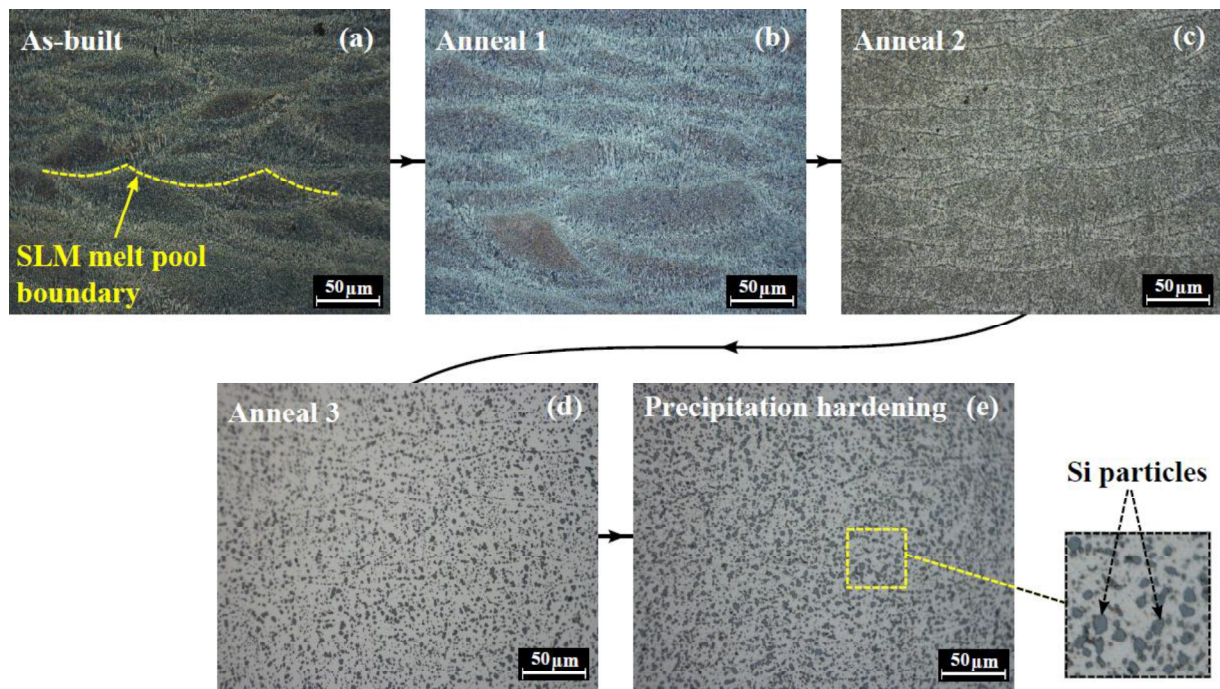 As-built
(a)
SLM melt pool
boundary
50µm
Anneal 1
(b)
50µm
Anneal 2
(c)
50µm
Anneal 3
(d)
50µm
Precipitation hardening
(e)
50µm
Si particles